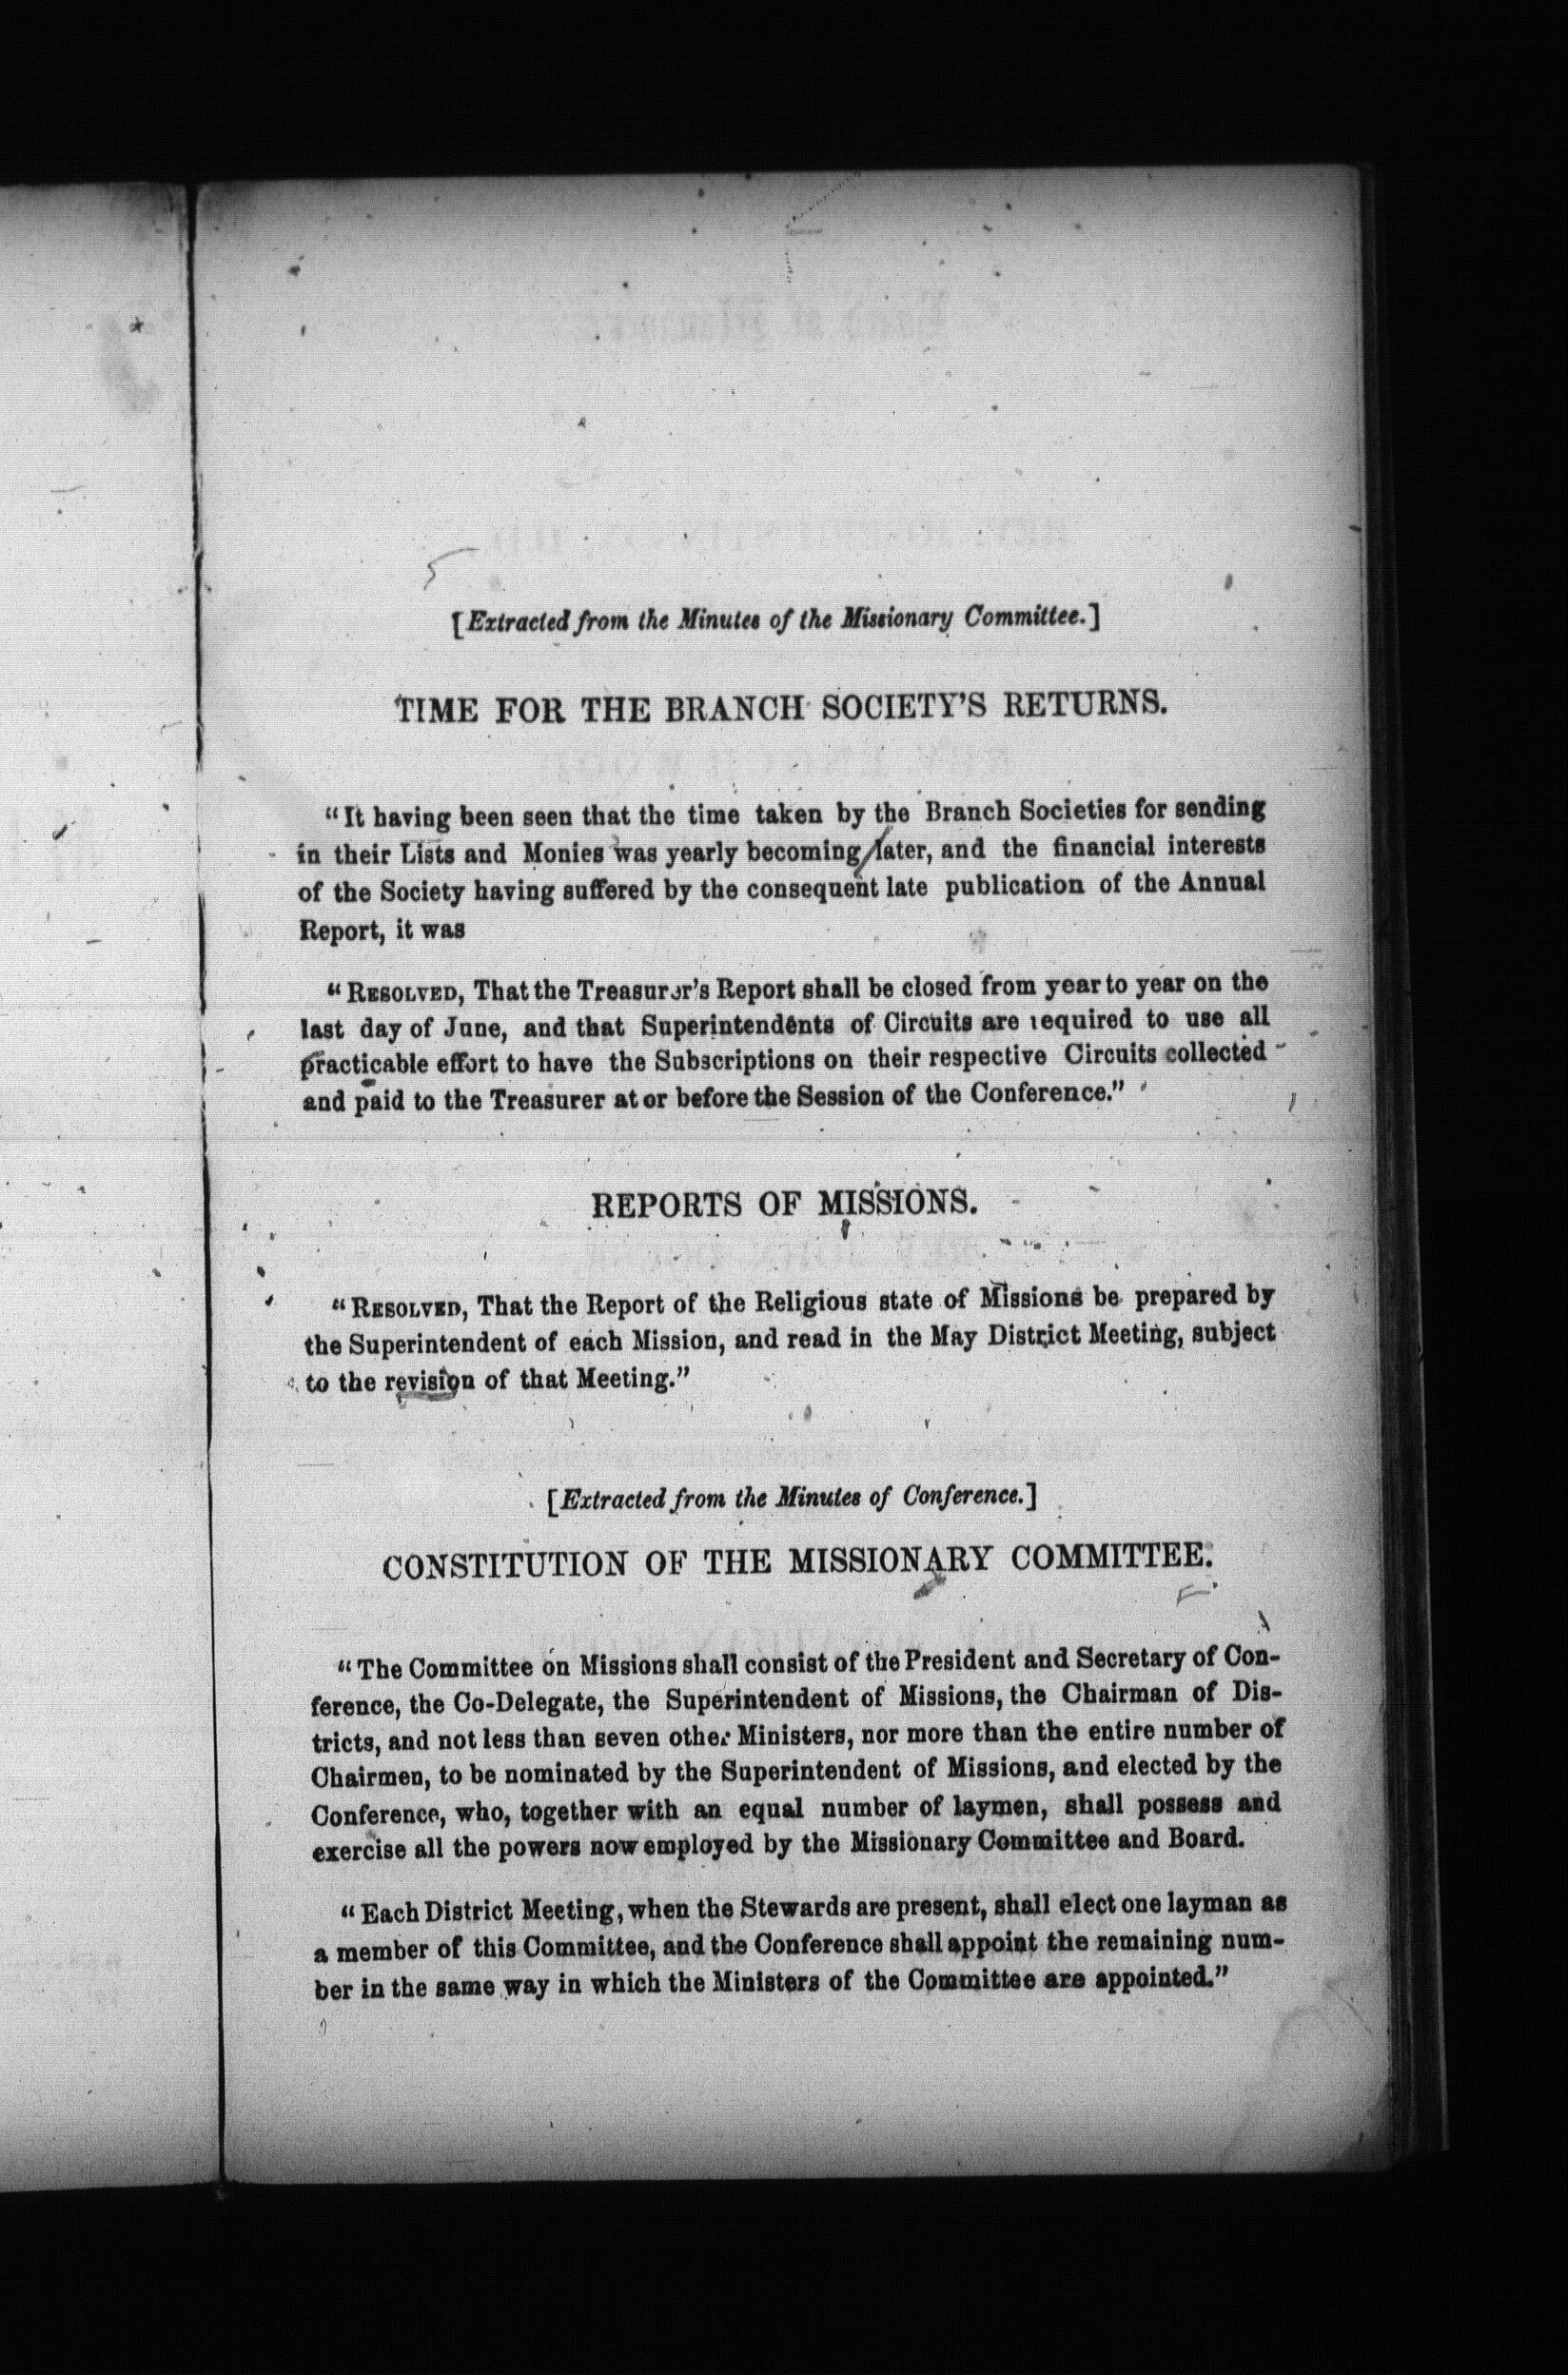 [Extracted from the Minutes of the Missionary Committee.]
TIME FOR THE BRANCH SOCIETY'S RETURNS.
"It having been seen that the time taken by the Branch Societies for sending
in their Lists and Monies was yearly becoming later, and the financial interests
of the Society having suffered by the consequent late publication of the Annual
Report, it was
"RESOLVED, That the Treasurer's Report shall be closed from year to year on the
last day of June, and that Superintendents of Circuits are required to use all
practicable effort to have the Subscriptions on their respective Circuits collected
and paid to the Treasurer at or before the Session of the Conference."
REPORTS OF MISSIONS.
"RESOLVED, That the Report of the Religious state of Missions be prepared by
the Superintendent of each Mission, and read in the May District Meeting, subject
to the revision of that Meeting."
[Extracted from the Minutes of Conference.]
CONSTITUTION OF THE MISSIONARY COMMITTEE.
"The Committee on Missions shall consist of the President and Secretary of Con-
ference, the Co-Delegate, the Superintendent of Missions, the Chairman of Dis-
tricts, and not less than seven other Ministers, nor more than the entire number of
Chairmen, to be nominated by the Superintendent of Missions, and elected by the
Conference, who, together with an equal number of laymen, shall possess and
exercise all the powers now employed by the Missionary Committee and Board.
"Each District Meeting, when the Stewards are present, shall elect one layman as
a member of this Committee, and the Conference shall appoint the remaining num-
ber in the same way in which the Ministers of the Committee are appointed."